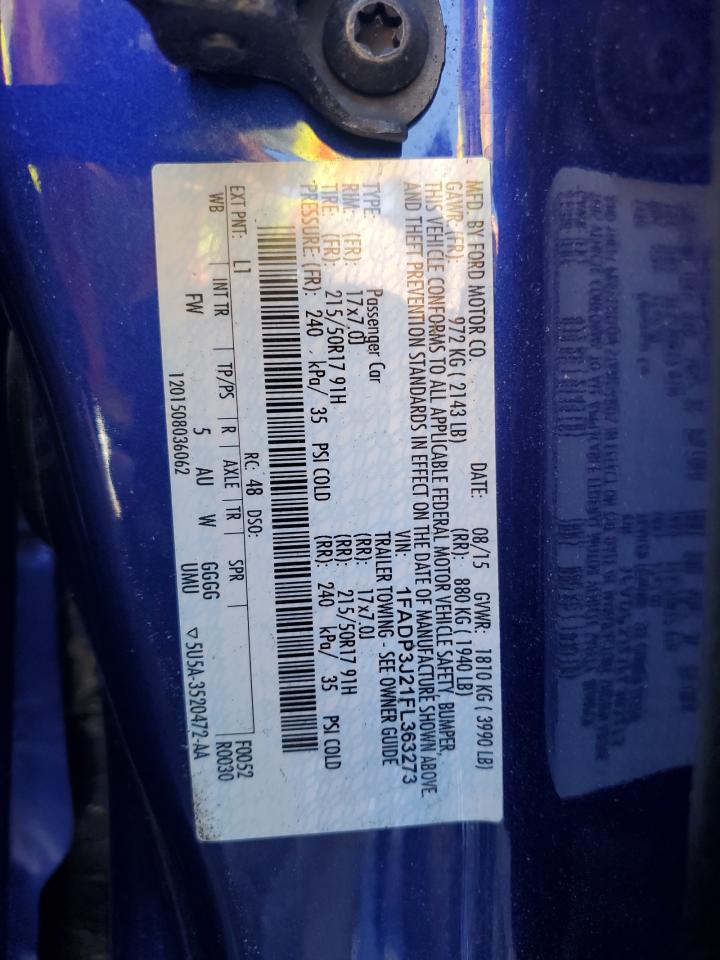 MFD. BY FORD MOTOR CO.
DATE: 08/15 GVWR: 1810 KG ( 3990 LB)
GAWR: (FR): 972 KG ( 2143 LB) (RR): 880 KG ( 1940 LB)
THIS VEHICLE CONFORMS TO ALL APPLICABLE FEDERAL MOTOR VEHICLE SAFETY, BUMPER,
AND THEFT PREVENTION STANDARDS IN EFFECT ON THE DATE OF MANUFACTURE SHOWN ABOVE.
VIN: 1FADP3J21FL363273
TYPE: Passenger Car TRAILER TOWING - SEE OWNER GUIDE
RIM: (FR): 17x7.0J (RR): 17x7.0J
TIRE: (FR): 215/50R17 91H (RR): 215/50R17 91H
PRESSURE: (FR): 240 kPa/ 35 PSI COLD (RR): 240 kPa/ 35 PSI COLD
RC: 48 DSO: F0052
EXT PNT: L1 R0030
WB INT TR TP/PS R AXLE TR SPR
FW 5 AU W GGGG
UMU
1201508036062 ▽5U5A-3520472-AA